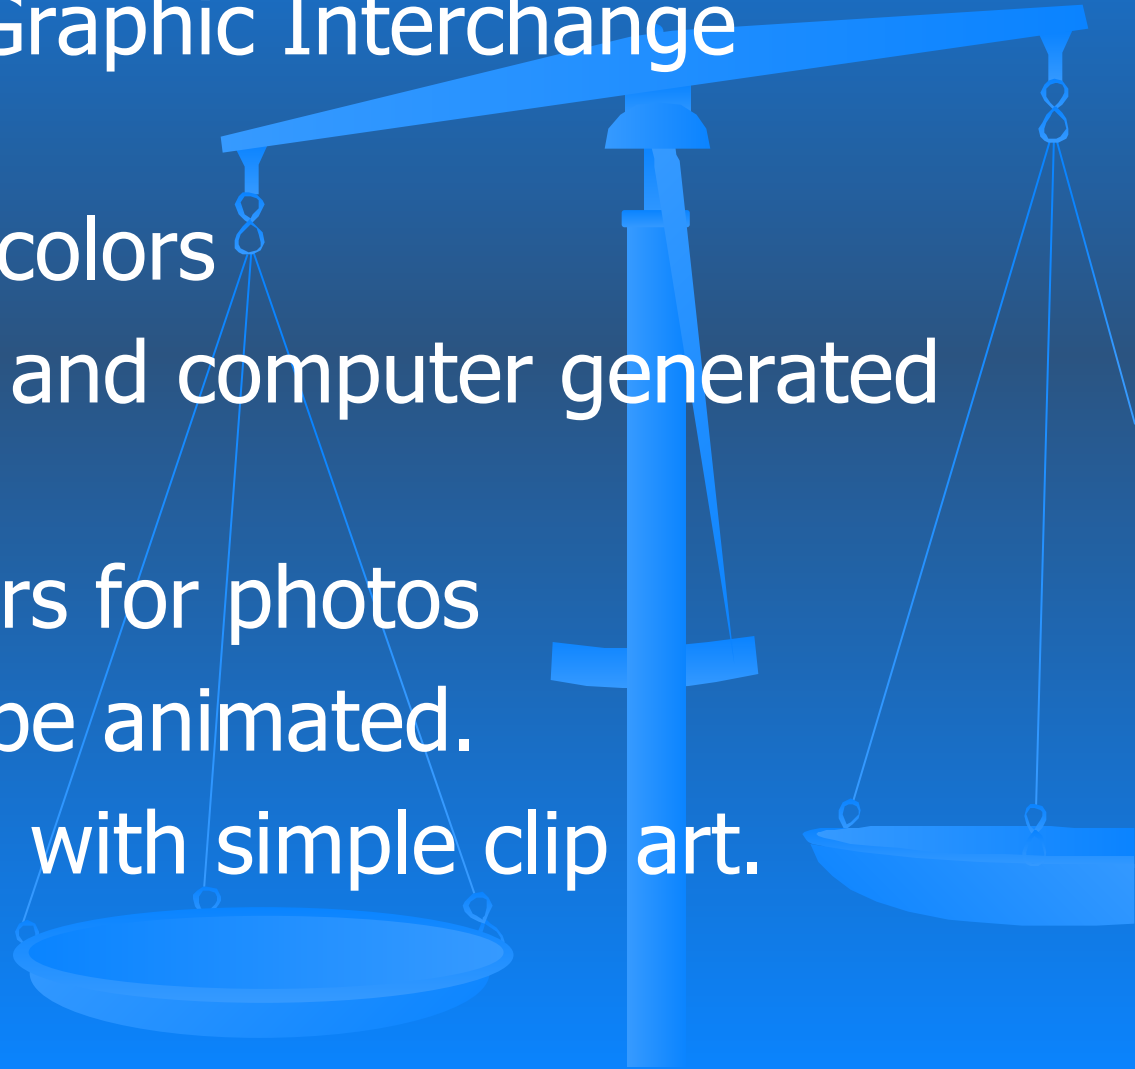 Graphic Interchange
colors
and computer generated
rs for photos
be animated.
with simple clip art.